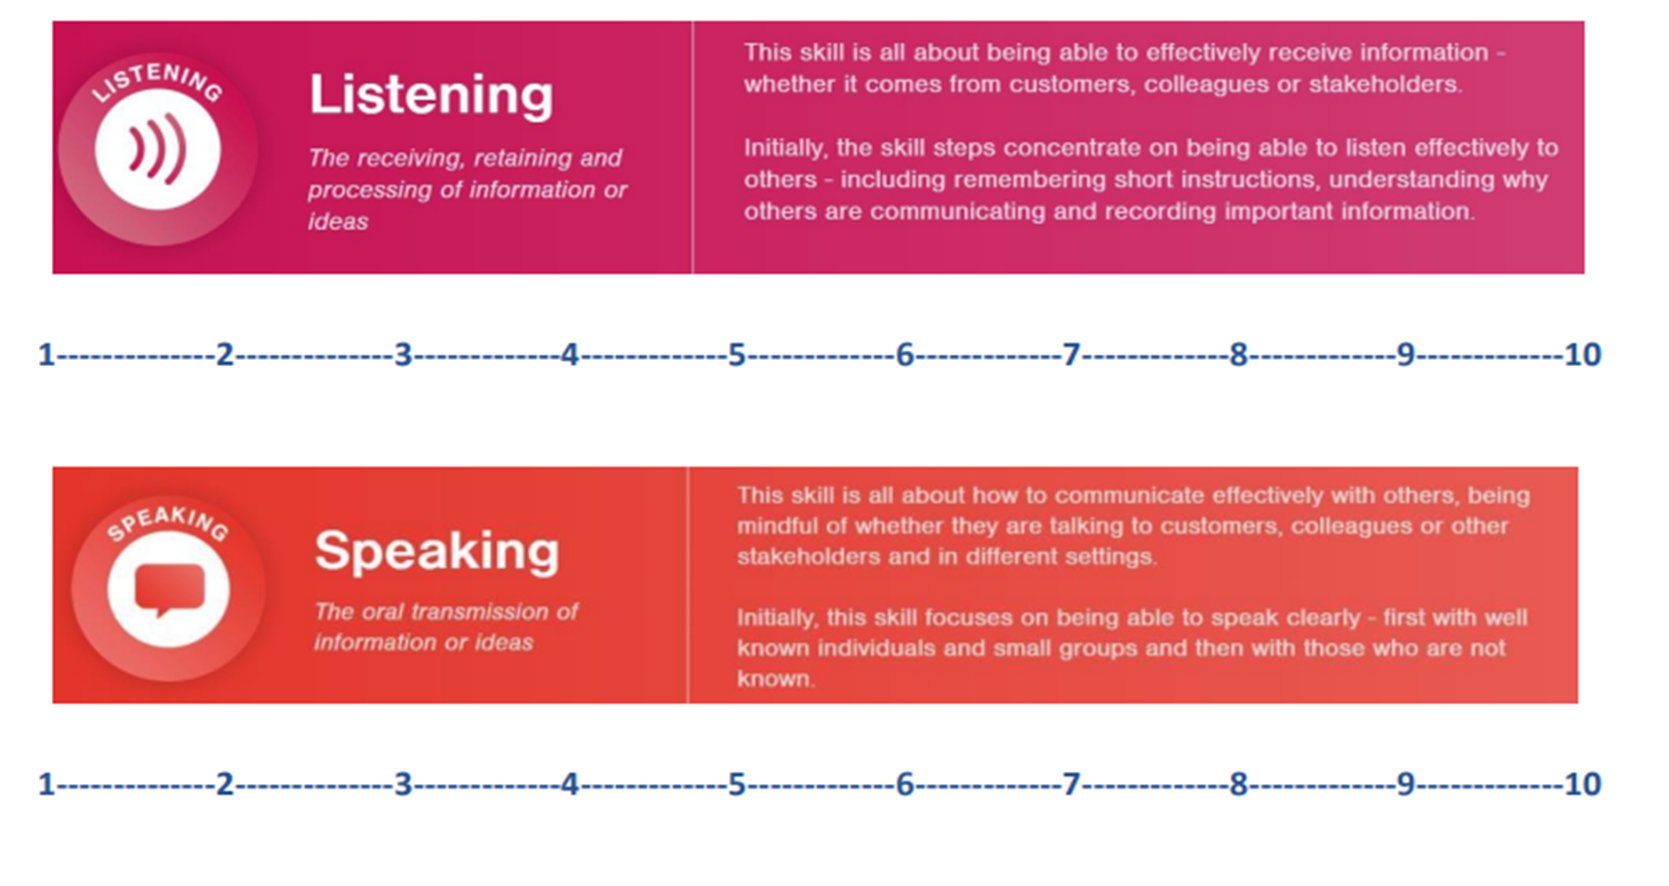 LISTENING
Listening
The receiving, retaining and
processing of information or
ideas
This skill is all about being able to effectively receive information -
whether it comes from customers, colleagues or stakeholders.
Initially, the skill steps concentrate on being able to listen effectively to
others - including remembering short instructions, understanding why
others are communicating and recording important information.
1--------------2--------------3-------------4-------------5-------------6-------------7-------------8-------------9-------------10
SPEAKING
Speaking
The oral transmission of
information or ideas
This skill is all about how to communicate effectively with others, being
mindful of whether they are talking to customers, colleagues or other
stakeholders and in different settings.
Initially, this skill focuses on being able to speak clearly - first with well
known individuals and small groups and then with those who are not
known.
1--------------2--------------3-------------4-------------5-------------6-------------7-------------8-------------9-------------10